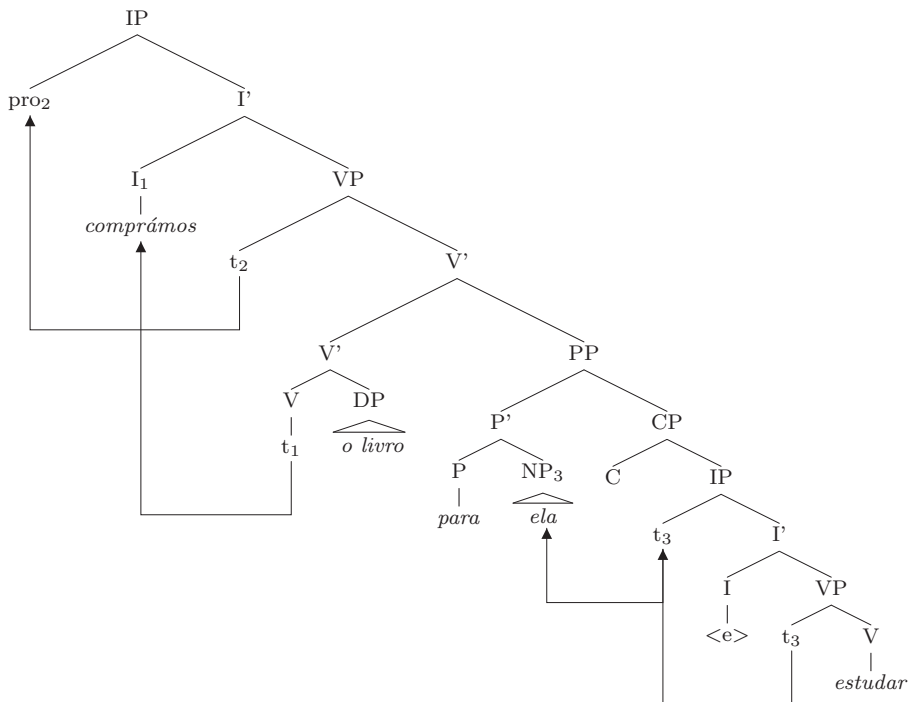 IP
pro₂ I'
I₁ VP
comprámos
t₂ V'
V' PP
V DP P' CP
t₁ o livro
P NP₃ C IP
para ela t₃ I'
I VP
<e> t₃ V
estudar